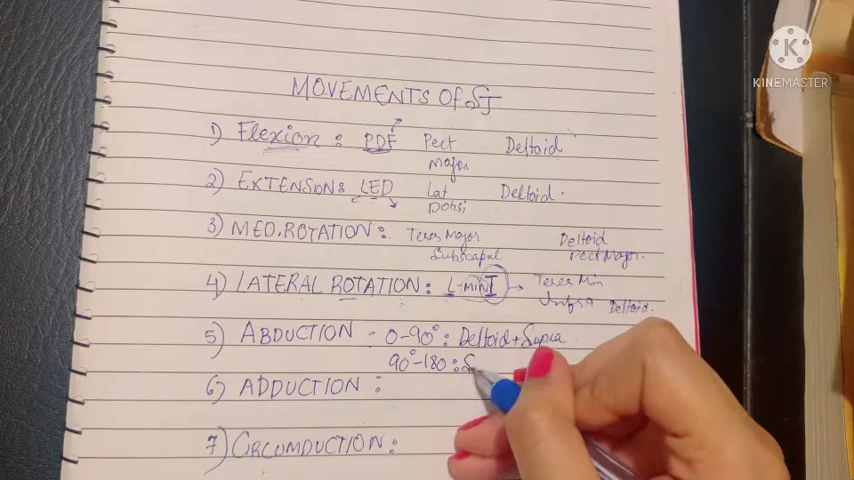 MOVEMENTS Of SJ
1) Flexion : PDF Pect Deltoid
Major
2) EXTENSON: LED Lat Deltoid.
Dorsi
3) MED.ROTATION: Teres Major Deltoid
Subscapul Pect Major.
4) LATERAL ROTATION: L-MINI → Teres Min
Infra Deltoid.
5) ABDUCTION - 0-90°: Deltoid + Supra
90°-180: S
6) ADDUCTION :
7) CIRCUMDUCTION:
K
KINEMASTER